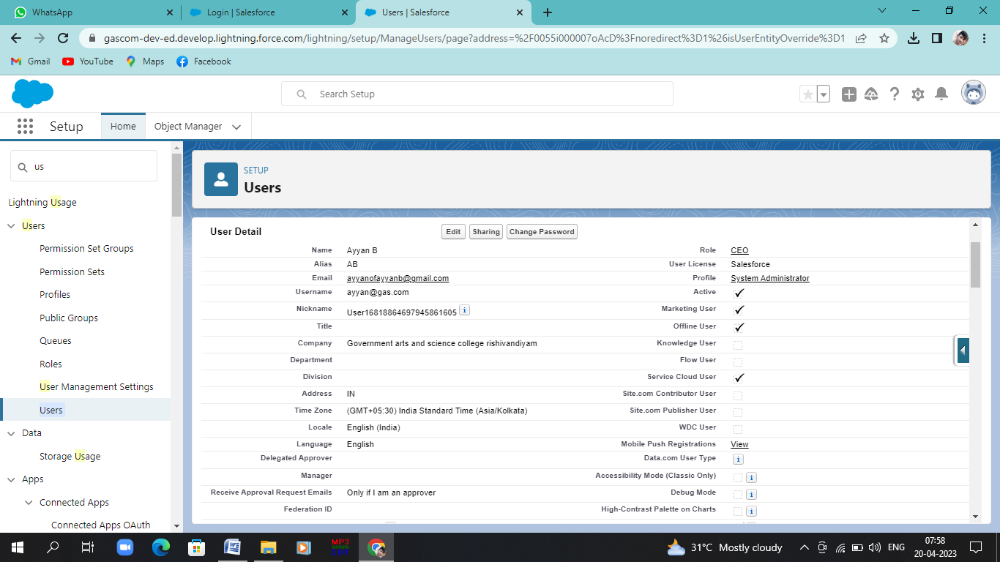 WhatsApp
Login | Salesforce
Users | Salesforce
gascom-dev-ed.develop.lightning.force.com/lightning/setup/ManageUsers/page?address=%2F0055i000007oAcD%3Fnoredirect%3D1%26isUserEntityOverride%3D1
Gmail YouTube Maps Facebook
Search Setup
Setup Home Object Manager
us
Lightning Usage
Users
Permission Set Groups
Permission Sets
Profiles
Public Groups
Queues
Roles
User Management Settings
Users
Data
Storage Usage
Apps
Connected Apps
Connected Apps OAuth
SETUP
Users
User Detail Edit Sharing Change Password
Name Ayyan B Role CEO
Alias AB User License Salesforce
Email ayyanofayyanb@gmail.com Profile System Administrator
Username ayyan@gas.com Active
Nickname User16818864697945861605 i Marketing User
Title Offline User
Company Government arts and science college rishivandiyam Knowledge User
Department Flow User
Division Service Cloud User
Address IN Site.com Contributor User
Time Zone (GMT+05:30) India Standard Time (Asia/Kolkata) Site.com Publisher User
Locale English (India) WDC User
Language English Mobile Push Registrations View
Delegated Approver Data.com User Type i
Manager Accessibility Mode (Classic Only) i
Receive Approval Request Emails Only if I am an approver Debug Mode i
Federation ID High-Contrast Palette on Charts i
MP3
31°C Mostly cloudy
ENG
07:58
20-04-2023